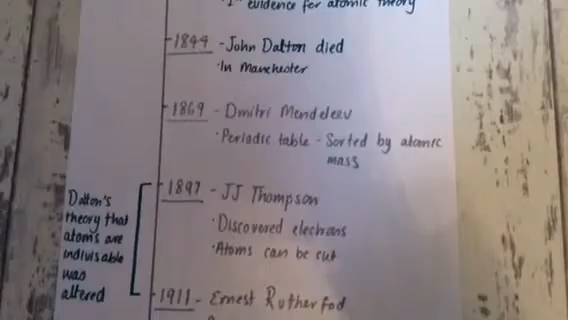 1st evidence for atomic theory
1844 - John Dalton died
· In Manchester
1869 - Dmitri Mendeleev
· Periodic table - Sorted by atomic
mass
1897 - JJ Thompson
· Discovered electrons
· Atoms can be cut
Dalton's
theory that
atoms are
indivisable
was
altered
1911 - Ernest Rutherfod